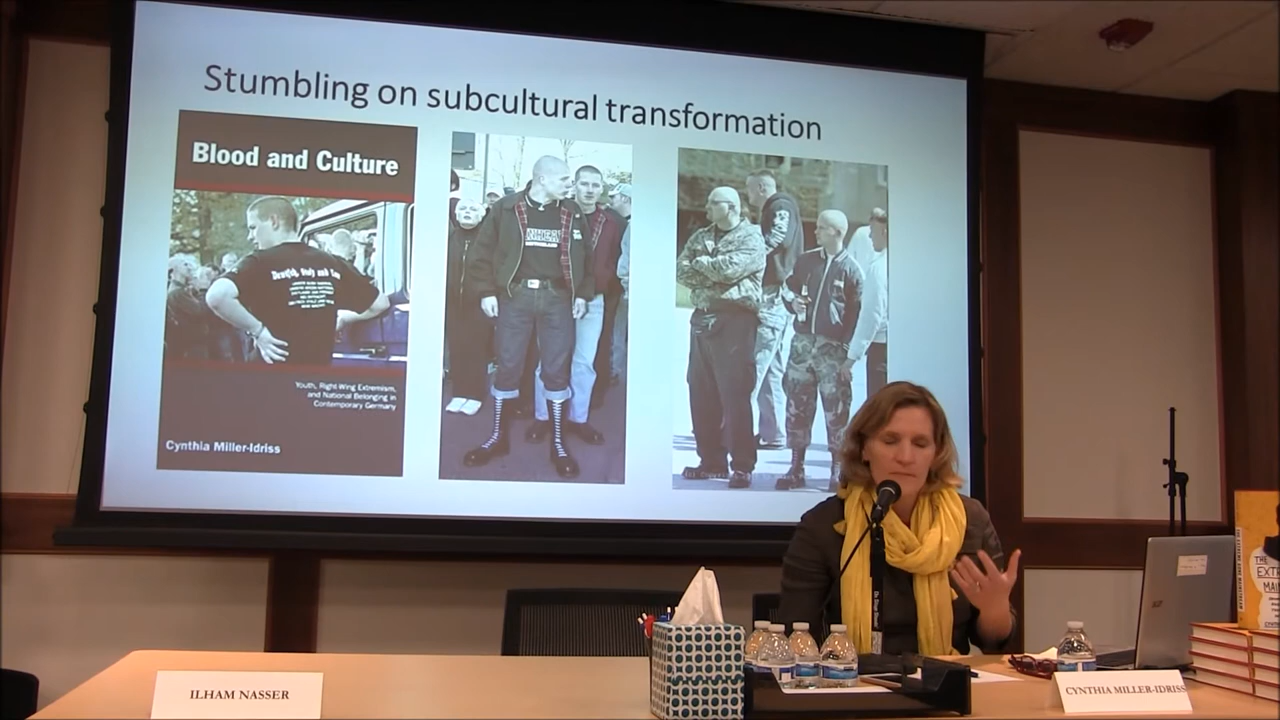 Stumbling on subcultural transformation
Blood and Culture
Youth, Right-Wing Extremism,
and National Belonging in
Contemporary Germany
Cynthia Miller-Idriss
ILHAM NASSER
CYNTHIA MILLER-IDRISS
THE
EXT
MAI